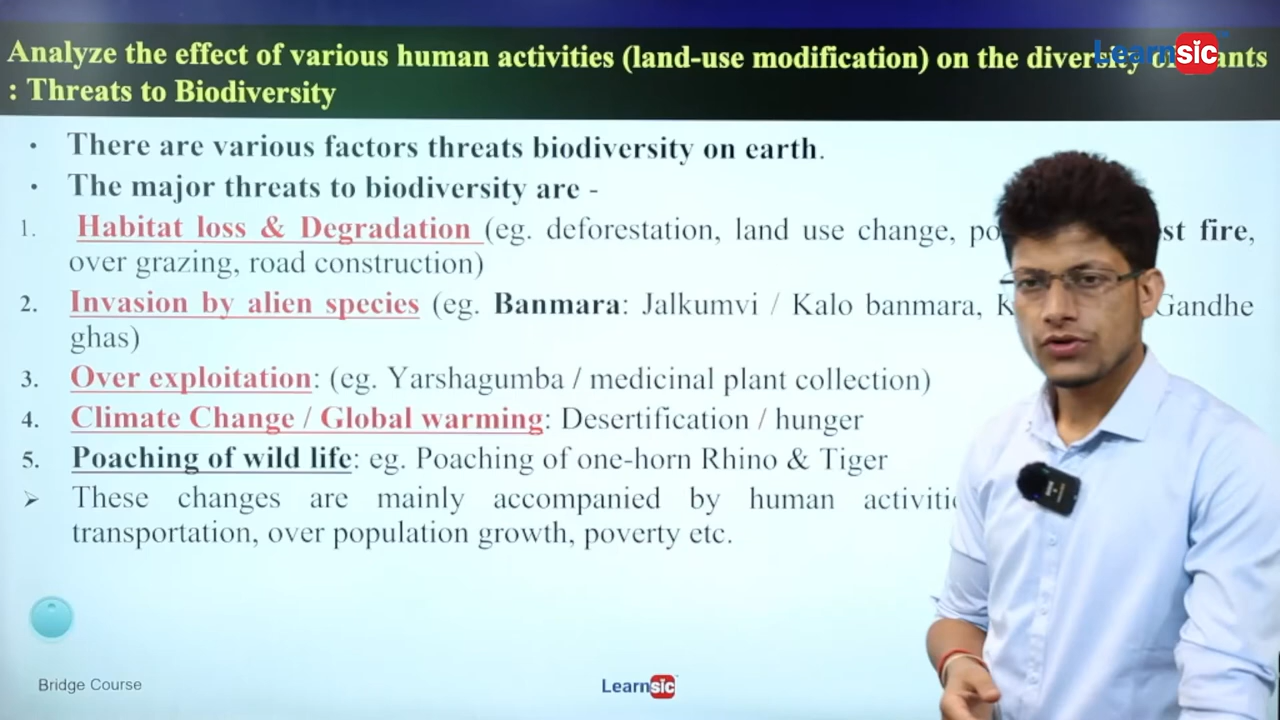 Analyze the effect of various human activities (land-use modification) on the diversity of ants
Learnsic
: Threats to Biodiversity
• There are various factors threats biodiversity on earth.
• The major threats to biodiversity are -
1. Habitat loss & Degradation (eg. deforestation, land use change, fire,
over grazing, road construction)
2. Invasion by alien species (eg. Banmara: Jalkumvi / Kalo banmara, Gandhe
ghas)
3. Over exploitation: (eg. Yarshagumba / medicinal plant collection)
4. Climate Change / Global warming: Desertification / hunger
5. Poaching of wild life: eg. Poaching of one-horn Rhino & Tiger
➢ These changes are mainly accompanied by human
transportation, over population growth, poverty etc.
Bridge Course
Learnsic